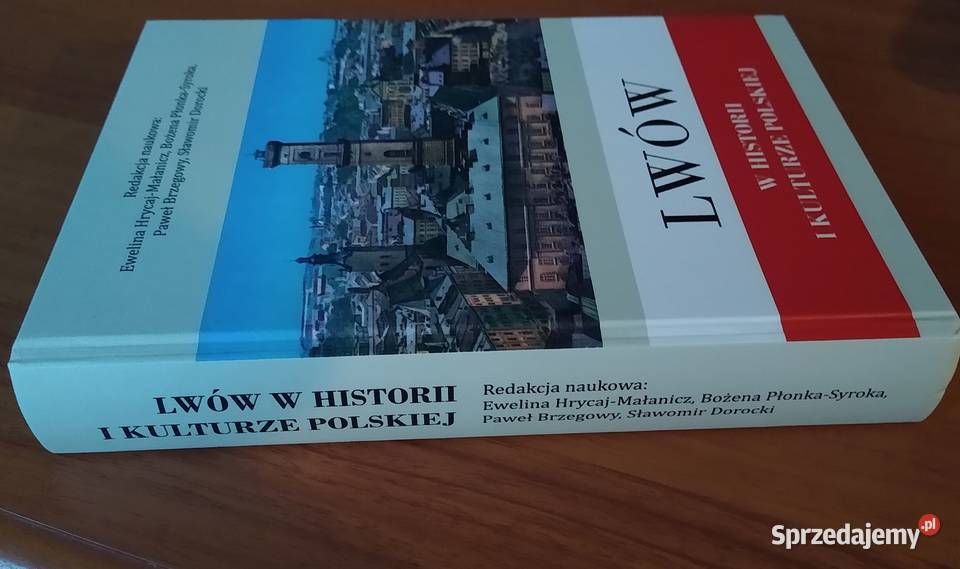 Redakcja naukowa:
Ewelina Hrycaj-Małanicz, Bożena Płonka-Syroka,
Paweł Brzegowy, Sławomir Dorocki
LWÓW
W HISTORII
I KULTURZE POLSKIEJ
LWÓW W HISTORII
I KULTURZE POLSKIEJ
Redakcja naukowa:
Ewelina Hrycaj-Małanicz, Bożena Płonka-Syroka,
Paweł Brzegowy, Sławomir Dorocki
Sprzedajemy.pl